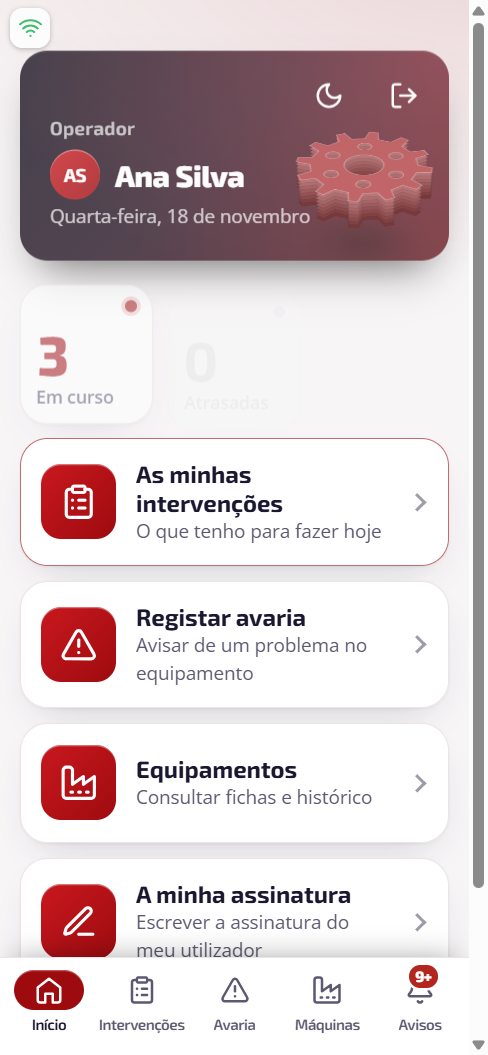 Operador
AS
Ana Silva
Quarta-feira, 18 de novembro
3
Em curso
0
Atrasadas
As minhas
intervenções
O que tenho para fazer hoje
Registar avaria
Avisar de um problema no
equipamento
Equipamentos
Consultar fichas e histórico
A minha assinatura
Escrever a assinatura do
meu utilizador
9+
Início
Intervenções
Avaria
Máquinas
Avisos